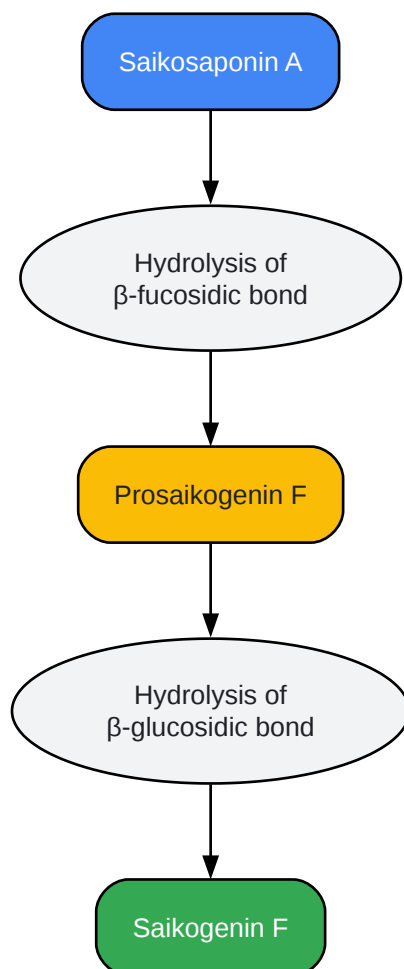 Saikosaponin A
Hydrolysis of
β-fucosidic bond
Prosaikogenin F
Hydrolysis of
β-glucosidic bond
Saikogenin F